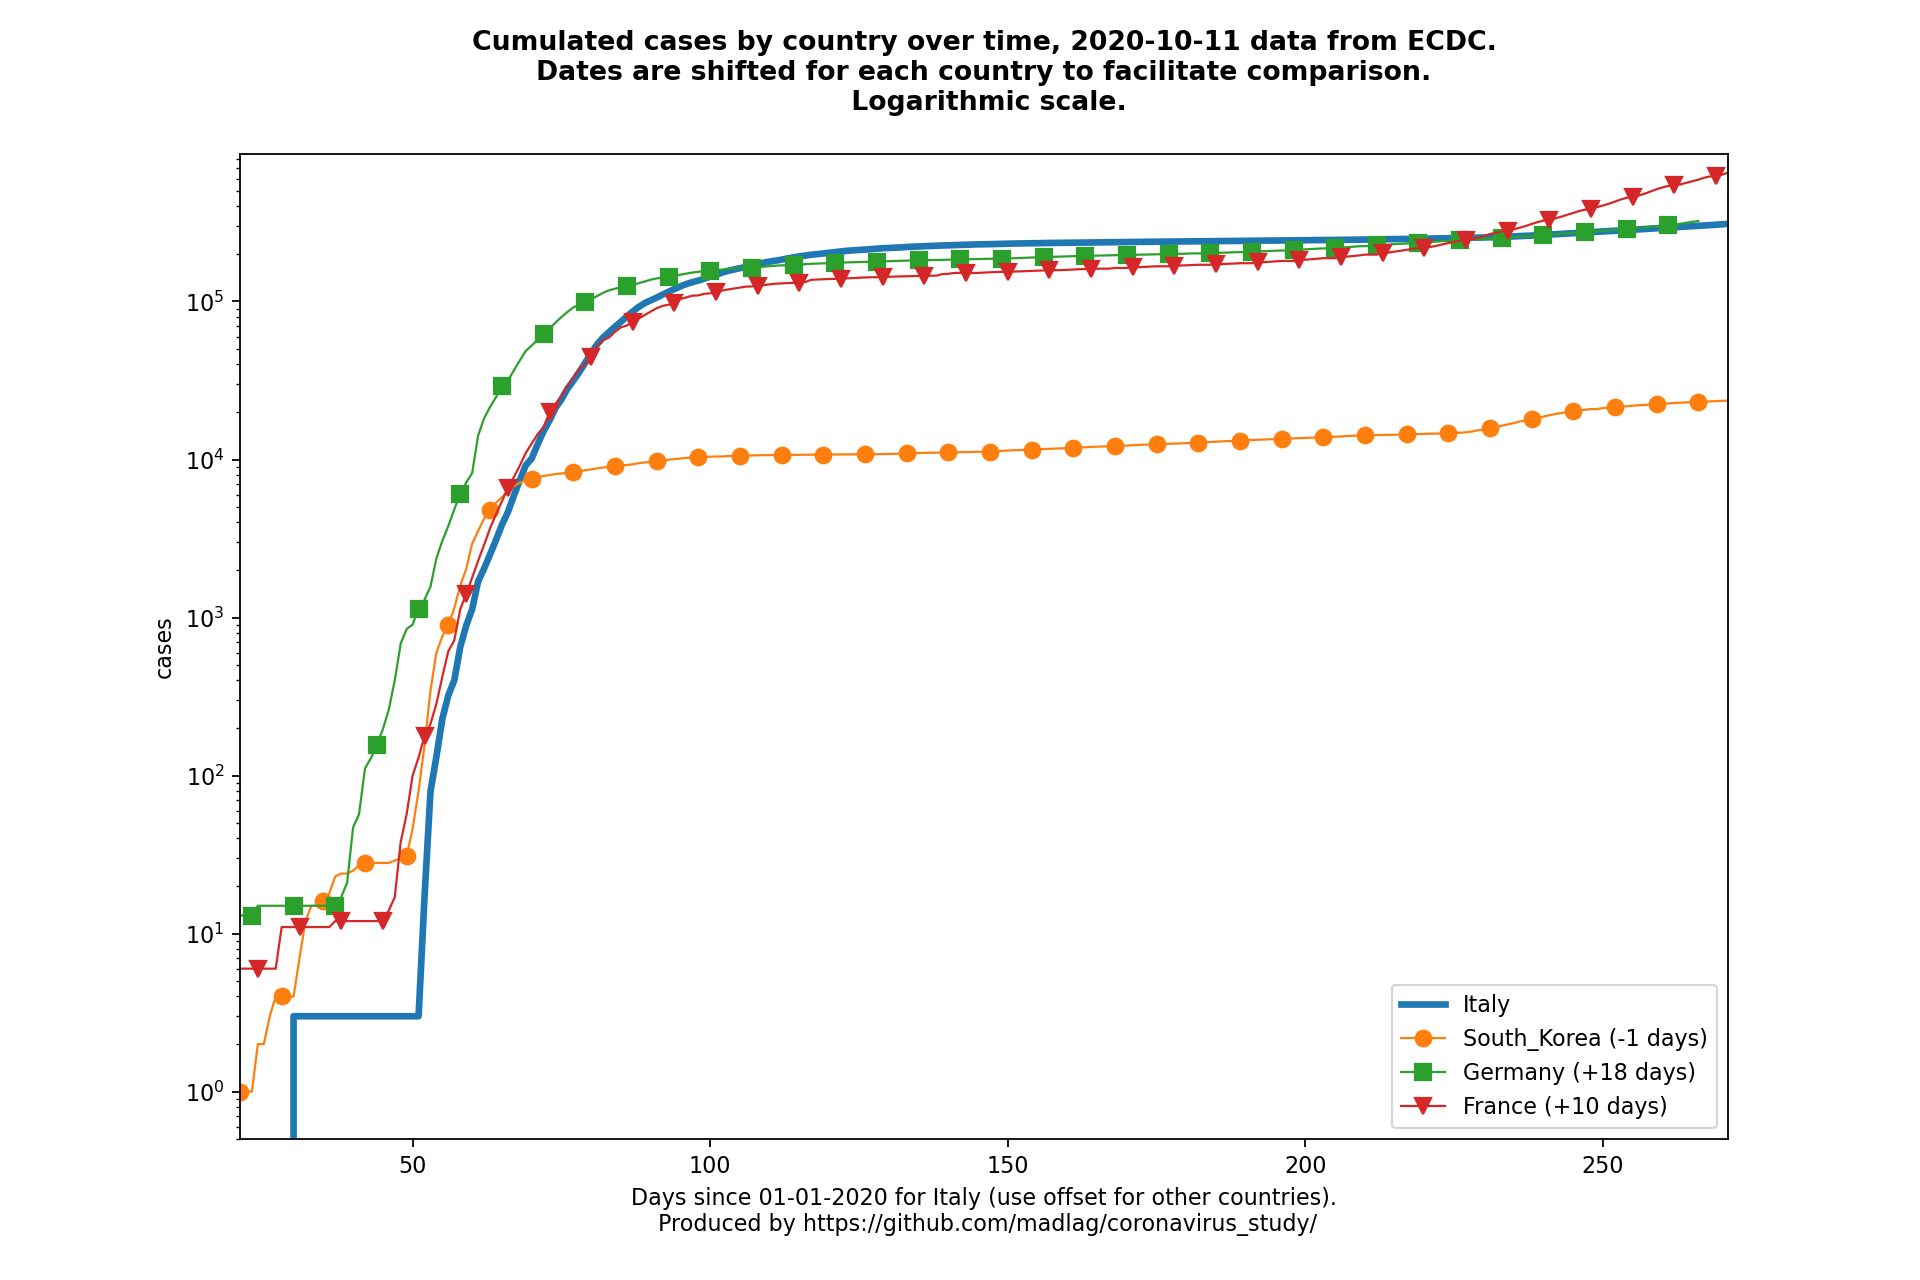 Cumulated cases by country over time, 2020-10-11 data from ECDC.
Dates are shifted for each country to facilitate comparison.
Logarithmic scale.
cases
10^5
10^4
10^3
10^2
10^1
10^0
Italy
South_Korea (-1 days)
Germany (+18 days)
France (+10 days)
50 100 150 200 250
Days since 01-01-2020 for Italy (use offset for other countries).
Produced by https://github.com/madlag/coronavirus_study/